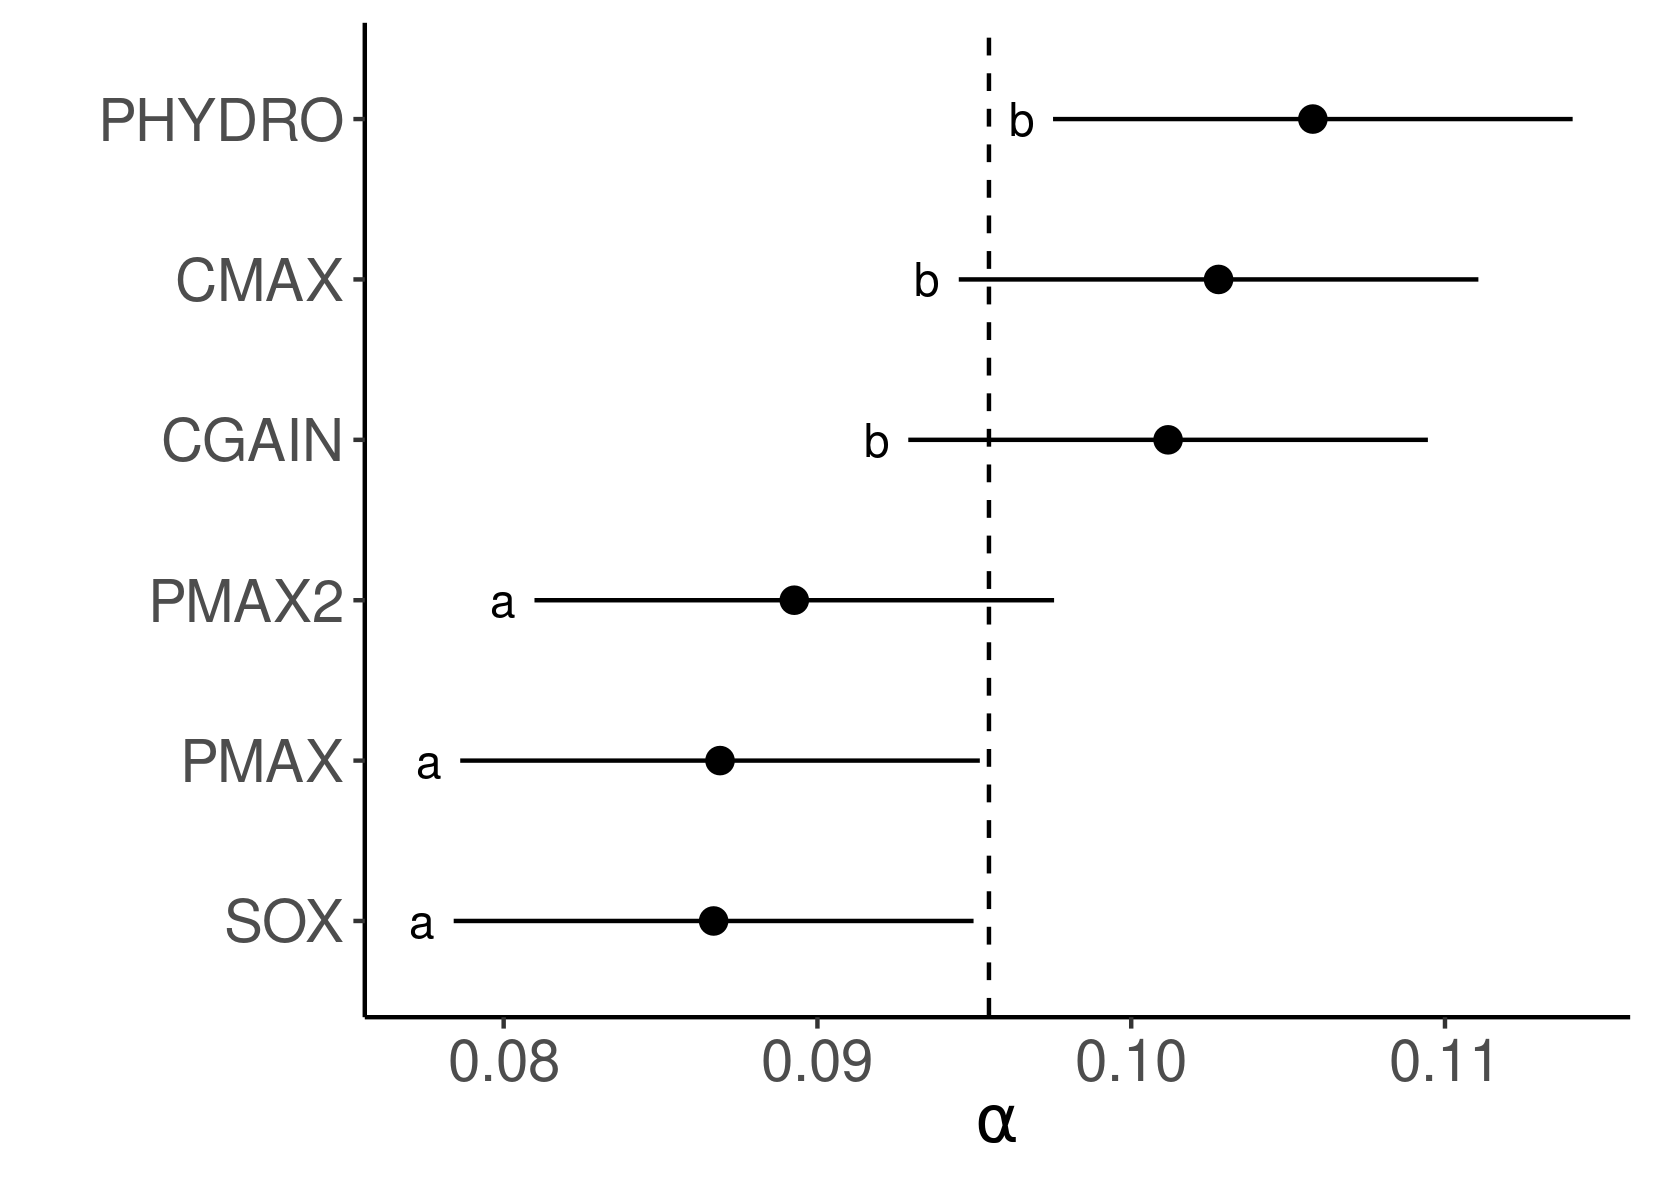 PHYDRO b
CMAX b
CGAIN b
PMAX2 a
PMAX a
SOX a
0.08 0.09 0.10 0.11
α